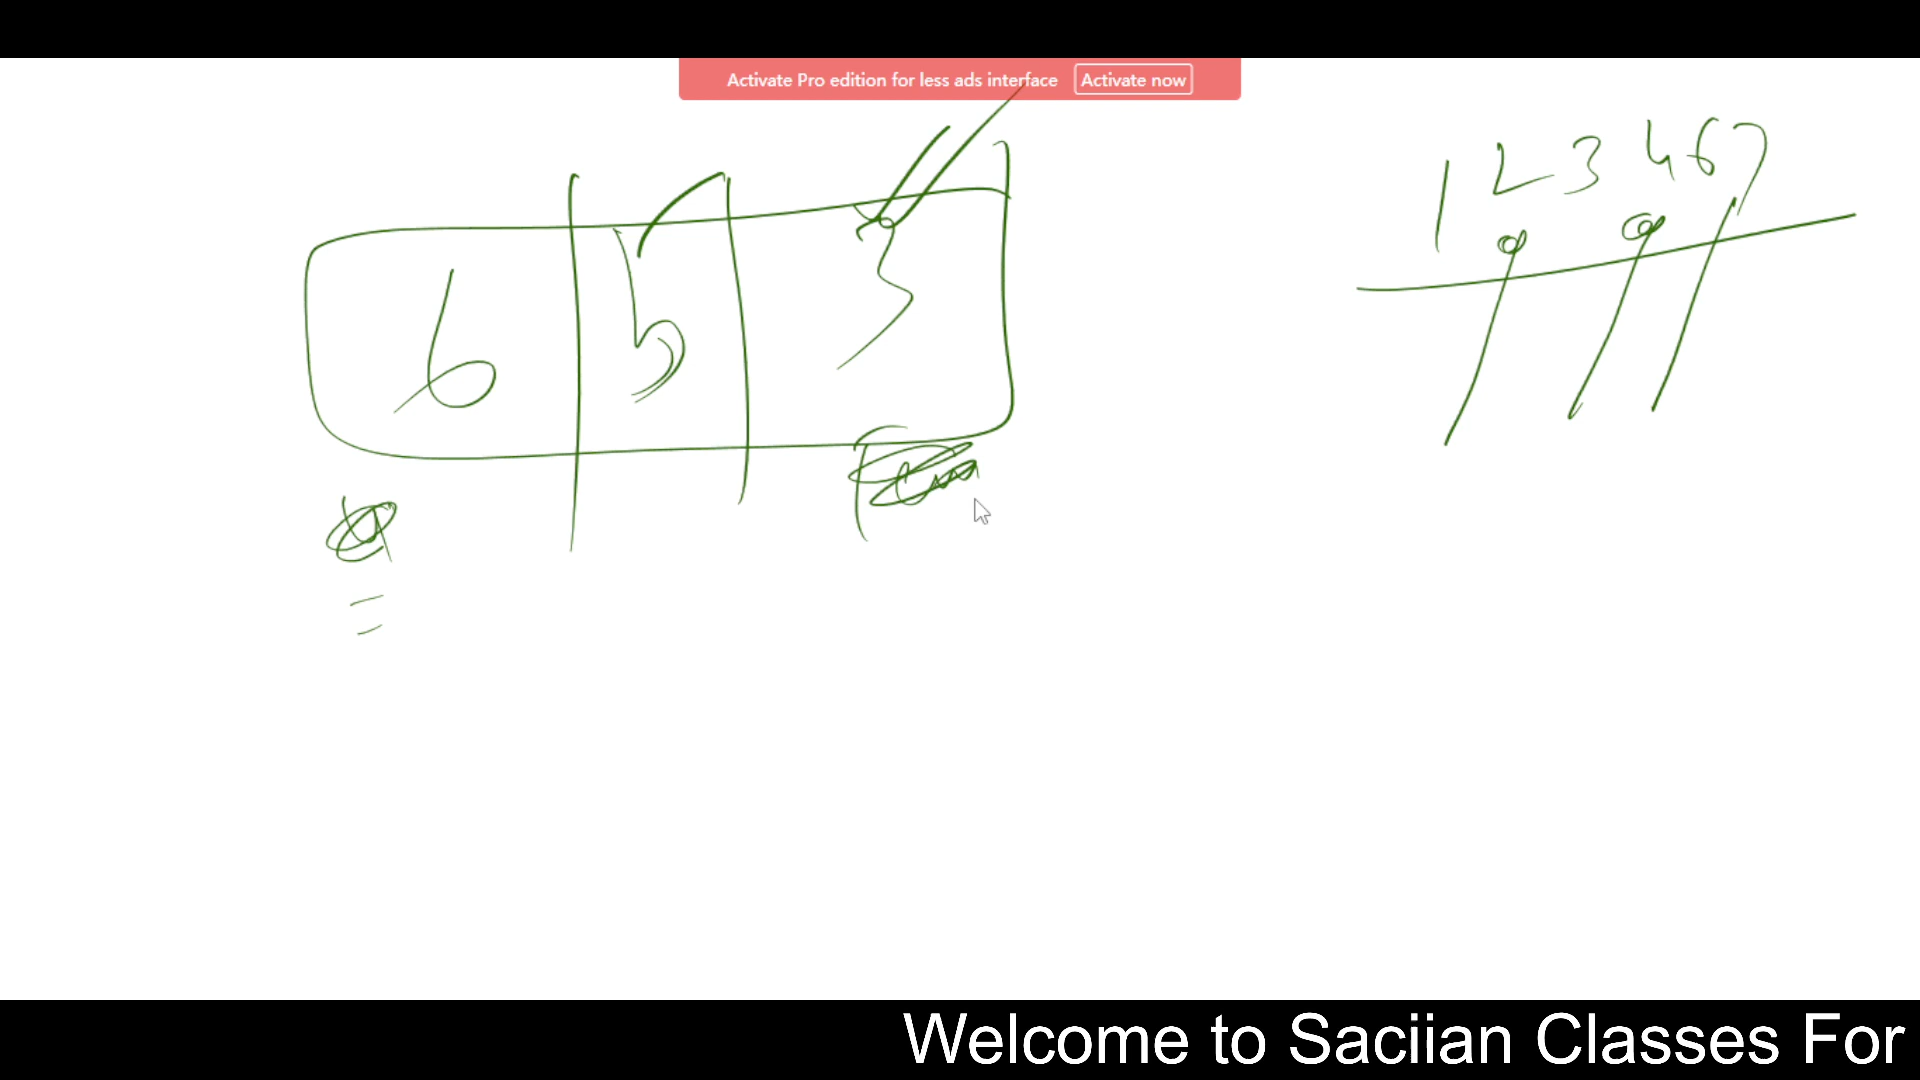 Activate Pro edition for less ads interface Activate now
1 2 3 4 6 7
6 5 3
=
Welcome to Saciian Classes For